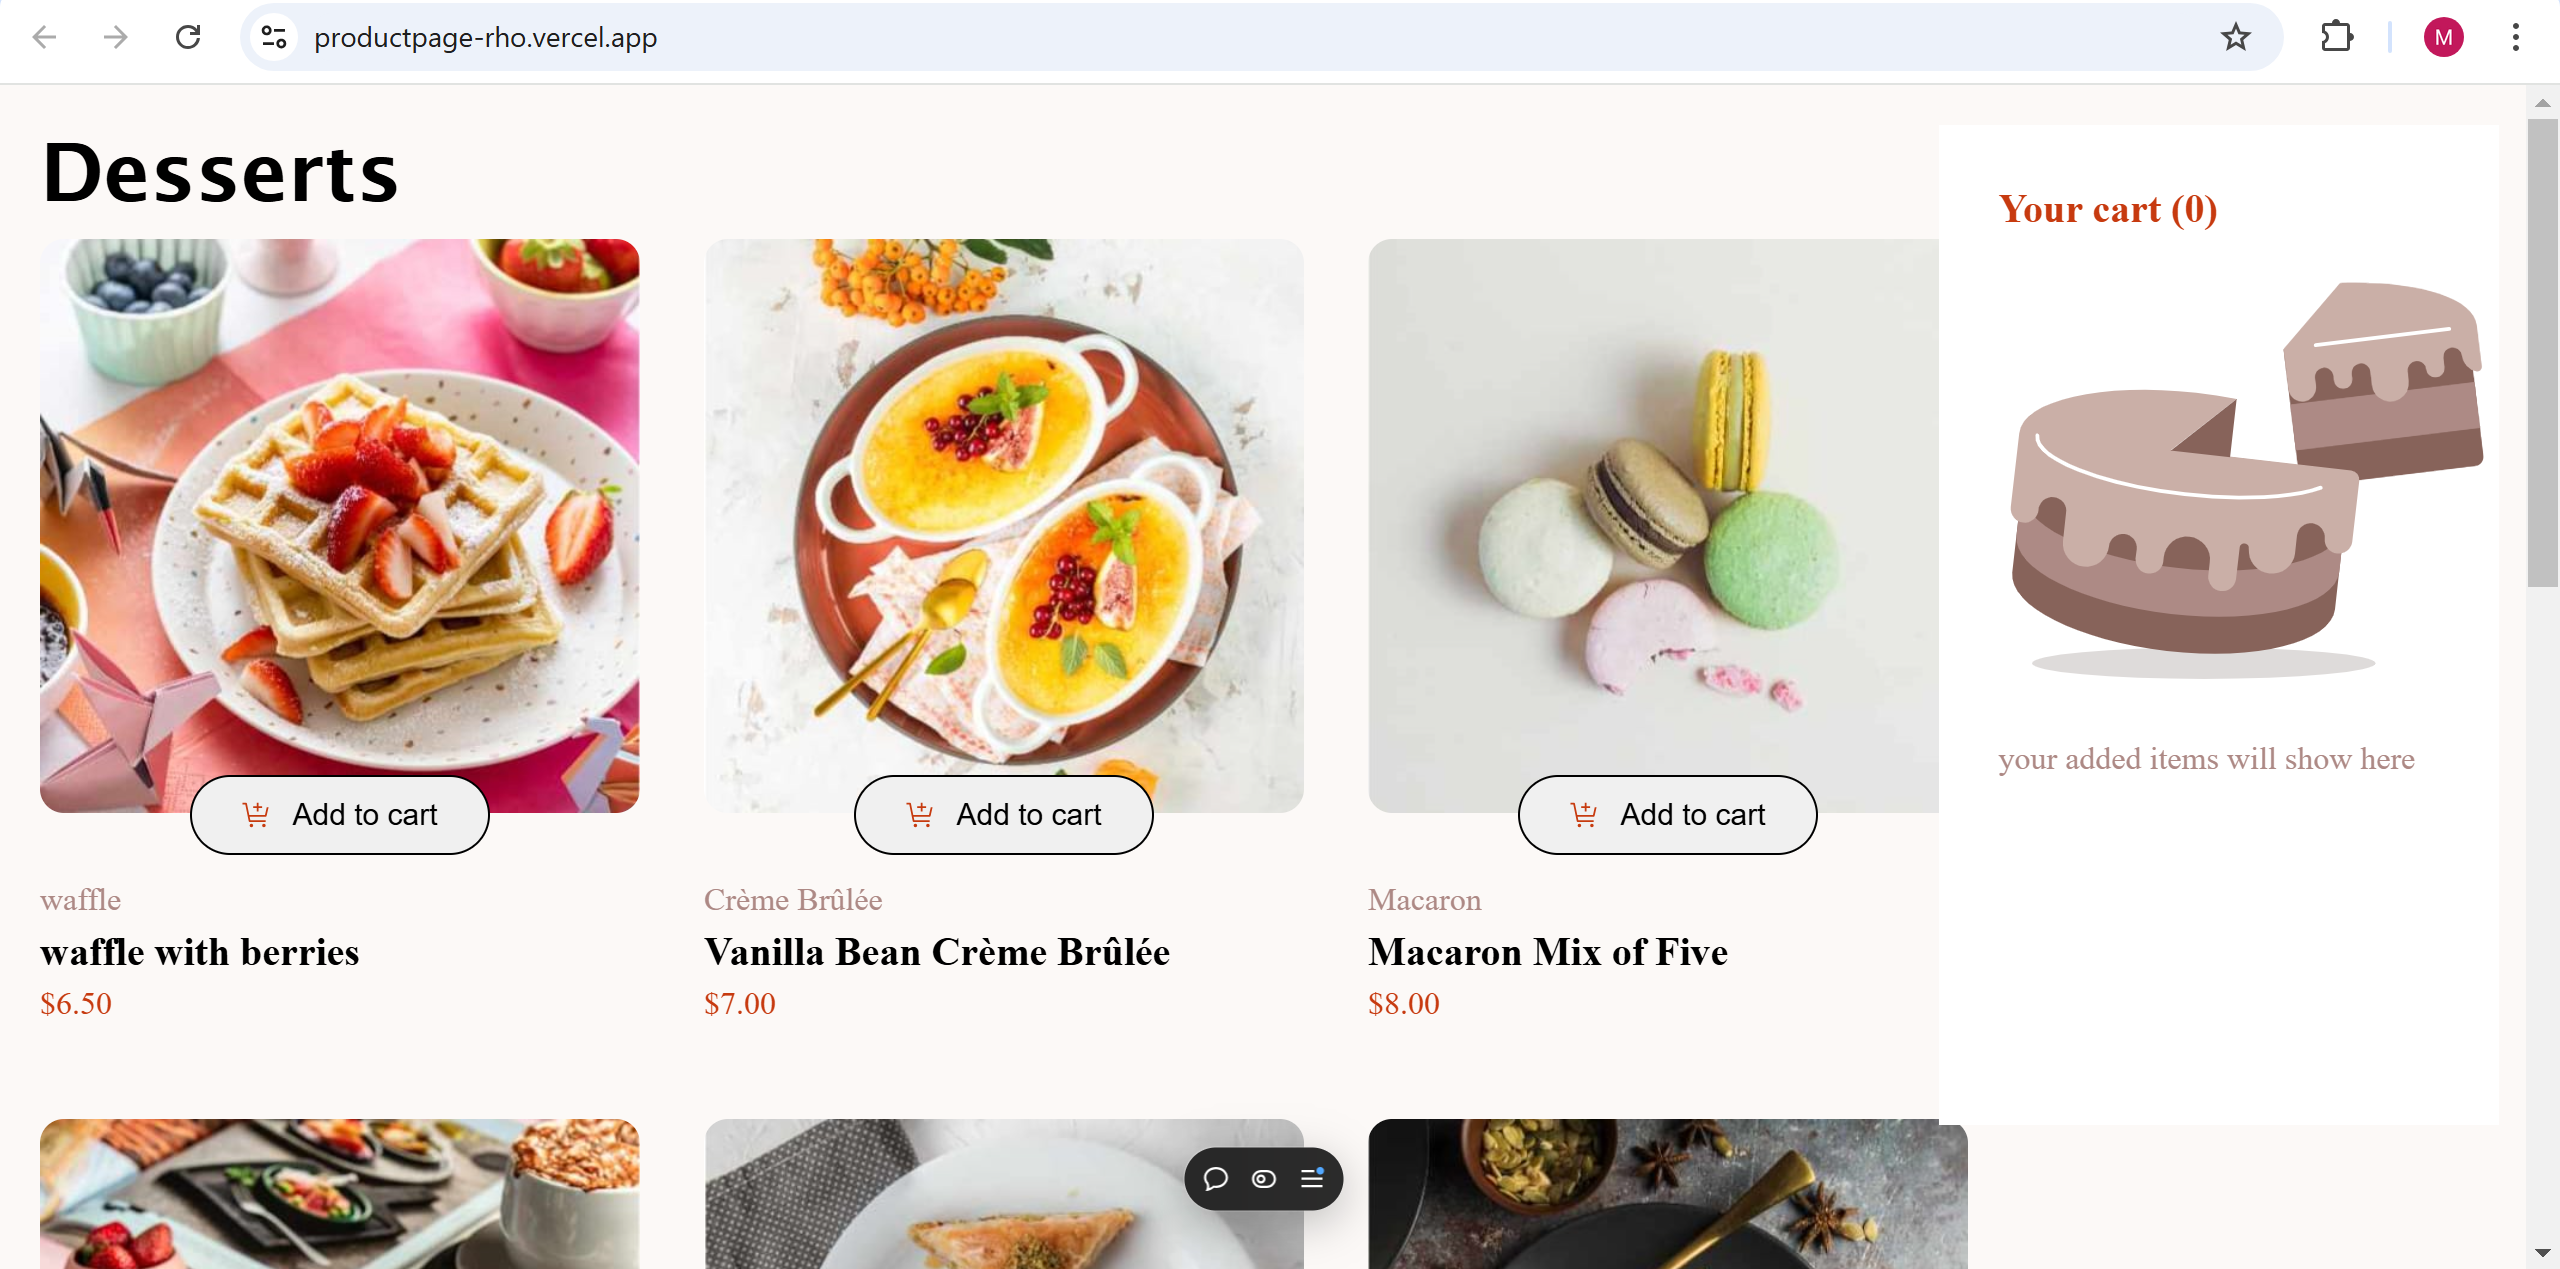 productpage-rho.vercel.app
M
Desserts
Your cart (0)
your added items will show here
Add to cart
Add to cart
Add to cart
waffle
waffle with berries
$6.50
Crème Brûlée
Vanilla Bean Crème Brûlée
$7.00
Macaron
Macaron Mix of Five
$8.00